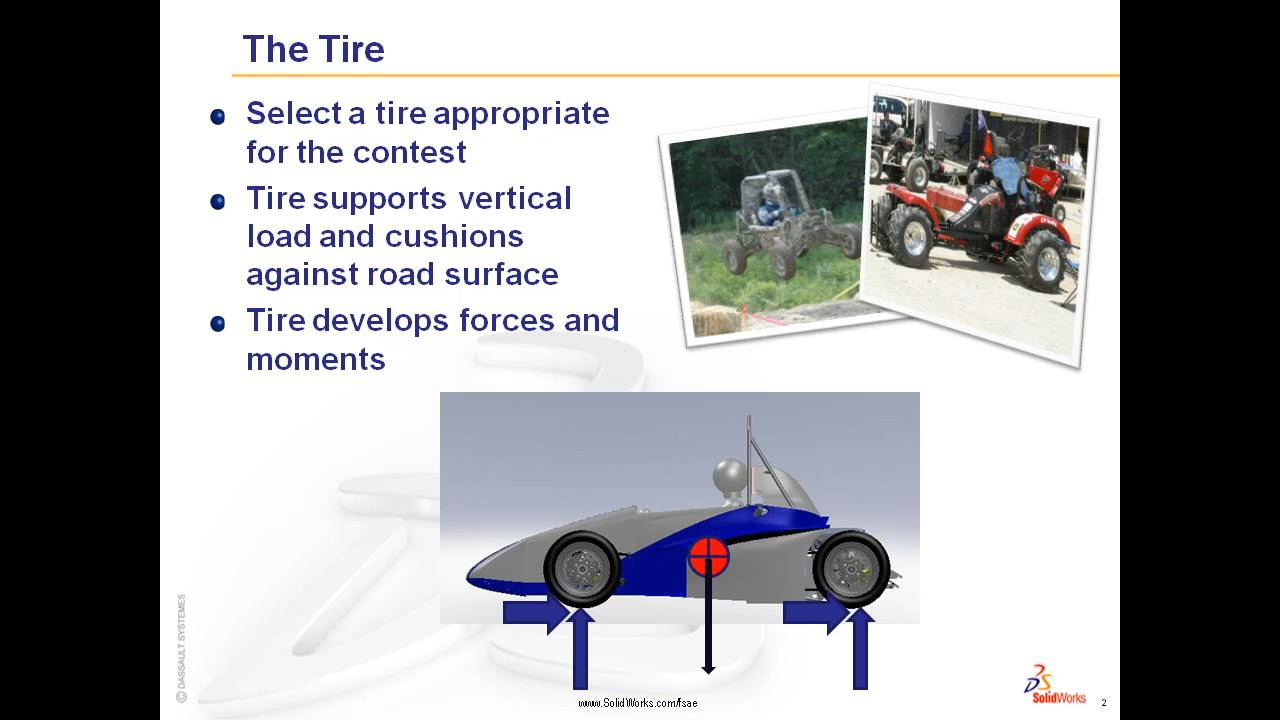 The Tire
Select a tire appropriate
for the contest
Tire supports vertical
load and cushions
against road surface
Tire develops forces and
moments
© DASSAULT SYSTEMES
www.SolidWorks.com/fsae
SolidWorks
2